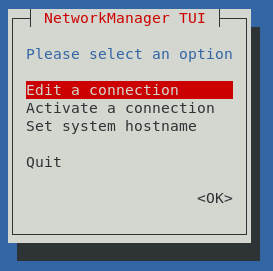 NetworkManager TUI
Please select an option
Edit a connection
Activate a connection
Set system hostname
Quit
<OK>